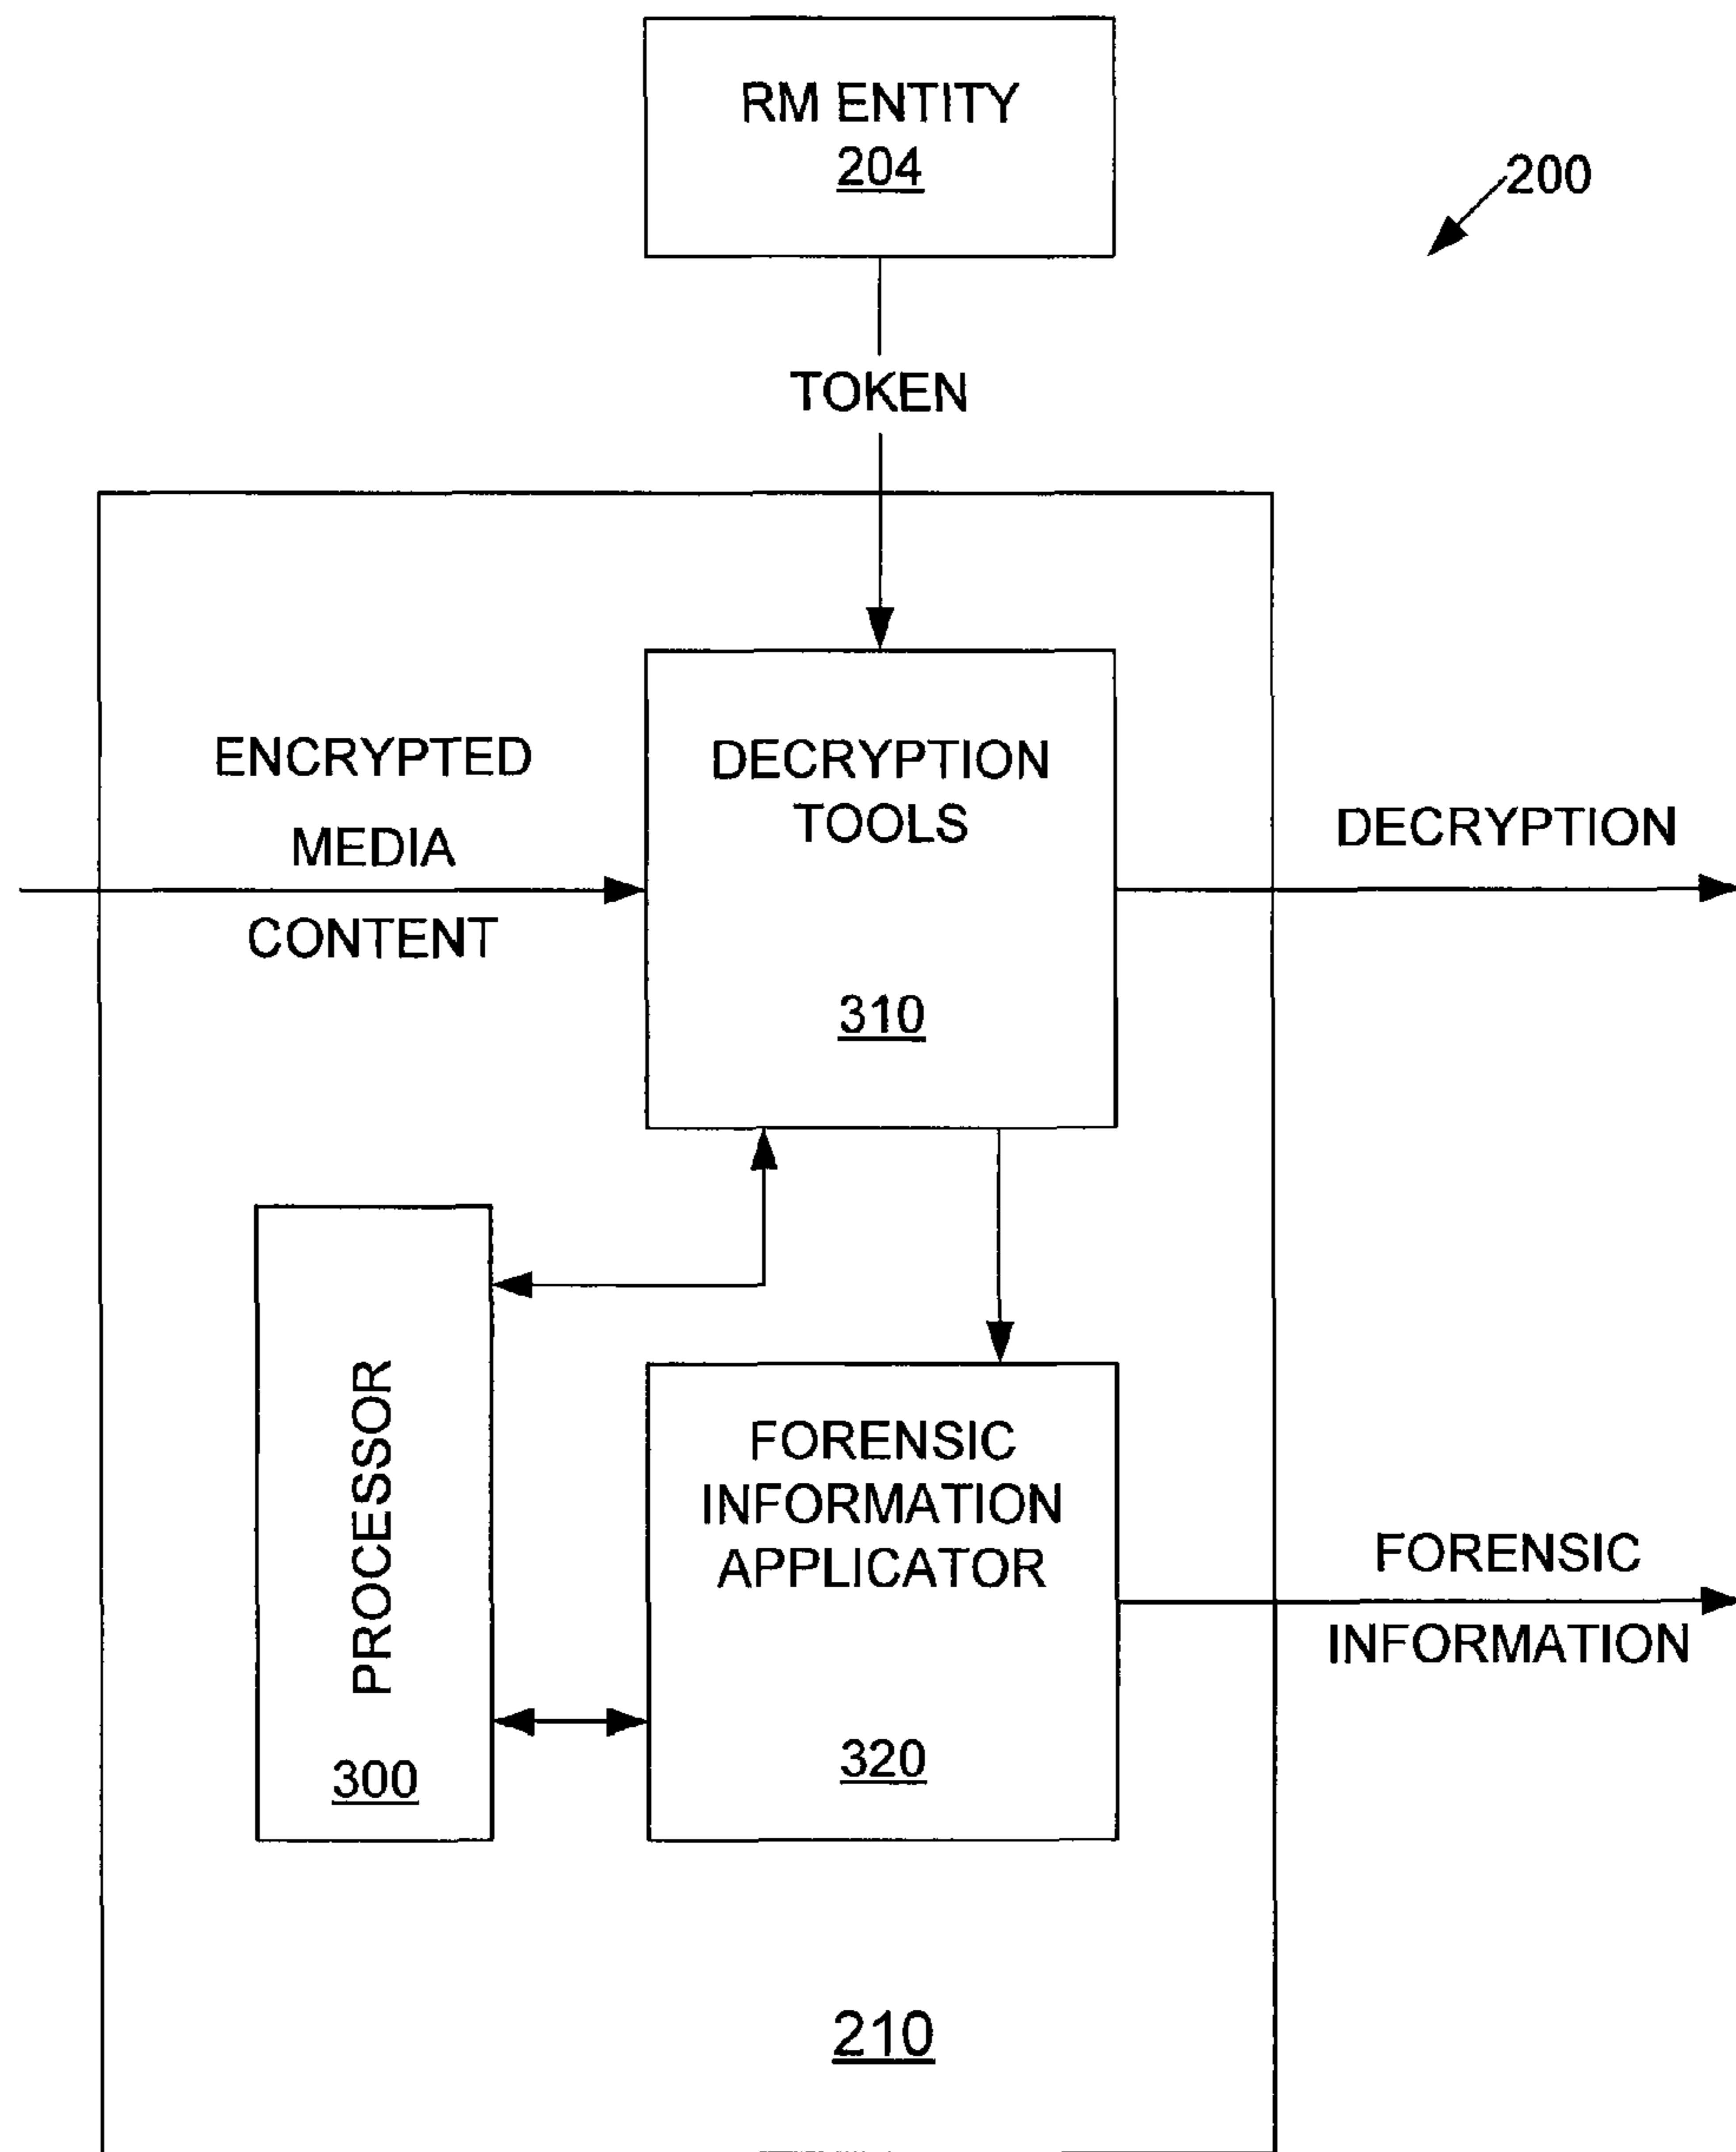 RM ENTITY
204
200
TOKEN
ENCRYPTED
MEDIA
CONTENT
DECRYPTION
TOOLS
310
DECRYPTION
PROCESSOR
300
FORENSIC
INFORMATION
APPLICATOR
320
FORENSIC
INFORMATION
210